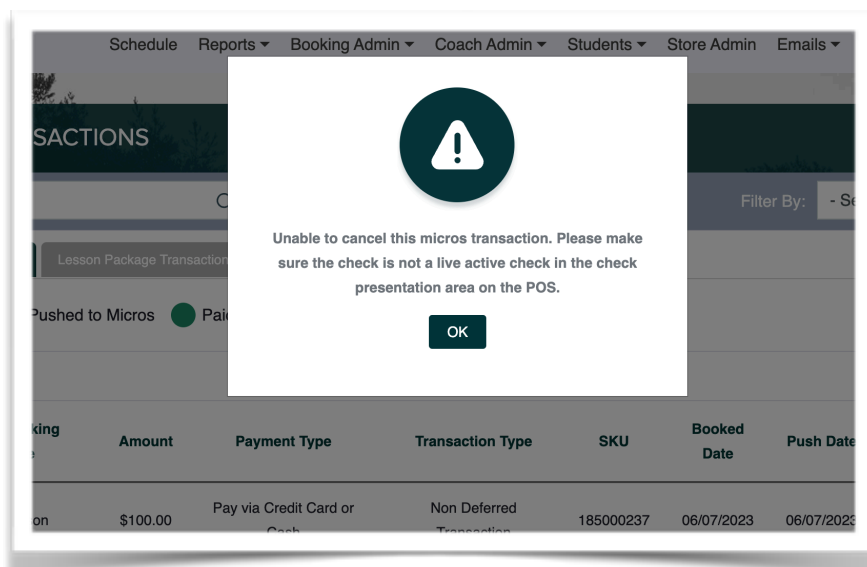 Schedule Reports Booking Admin Coach Admin Students Store Admin Emails
SACTIONS
Filter By: - Se
Lesson Package Transaction
Pushed to Micros Paid
Unable to cancel this micros transaction. Please make
sure the check is not a live active check in the check
presentation area on the POS.
OK
king Amount Payment Type Transaction Type SKU Booked Date Push Date
on $100.00 Pay via Credit Card or Cash Non Deferred Transaction 185000237 06/07/2023 06/07/2023